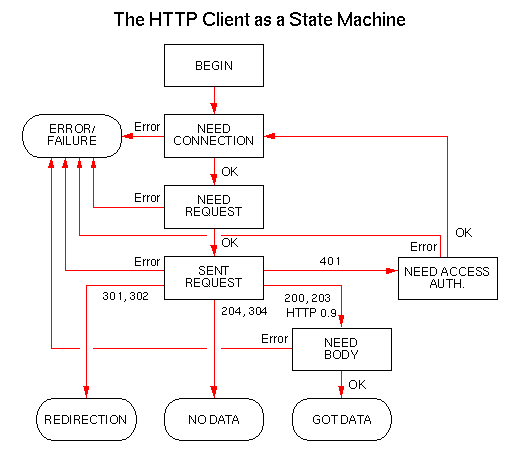 The HTTP Client as a State Machine
BEGIN
ERROR/
FAILURE
Error
NEED
CONNECTION
OK
Error
NEED
REQUEST
OK
OK
Error
Error
SENT
REQUEST
401
NEED ACCESS
AUTH.
301, 302
204, 304
200, 203
HTTP 0.9
Error
NEED
BODY
OK
REDIRECTION
NO DATA
GOT DATA